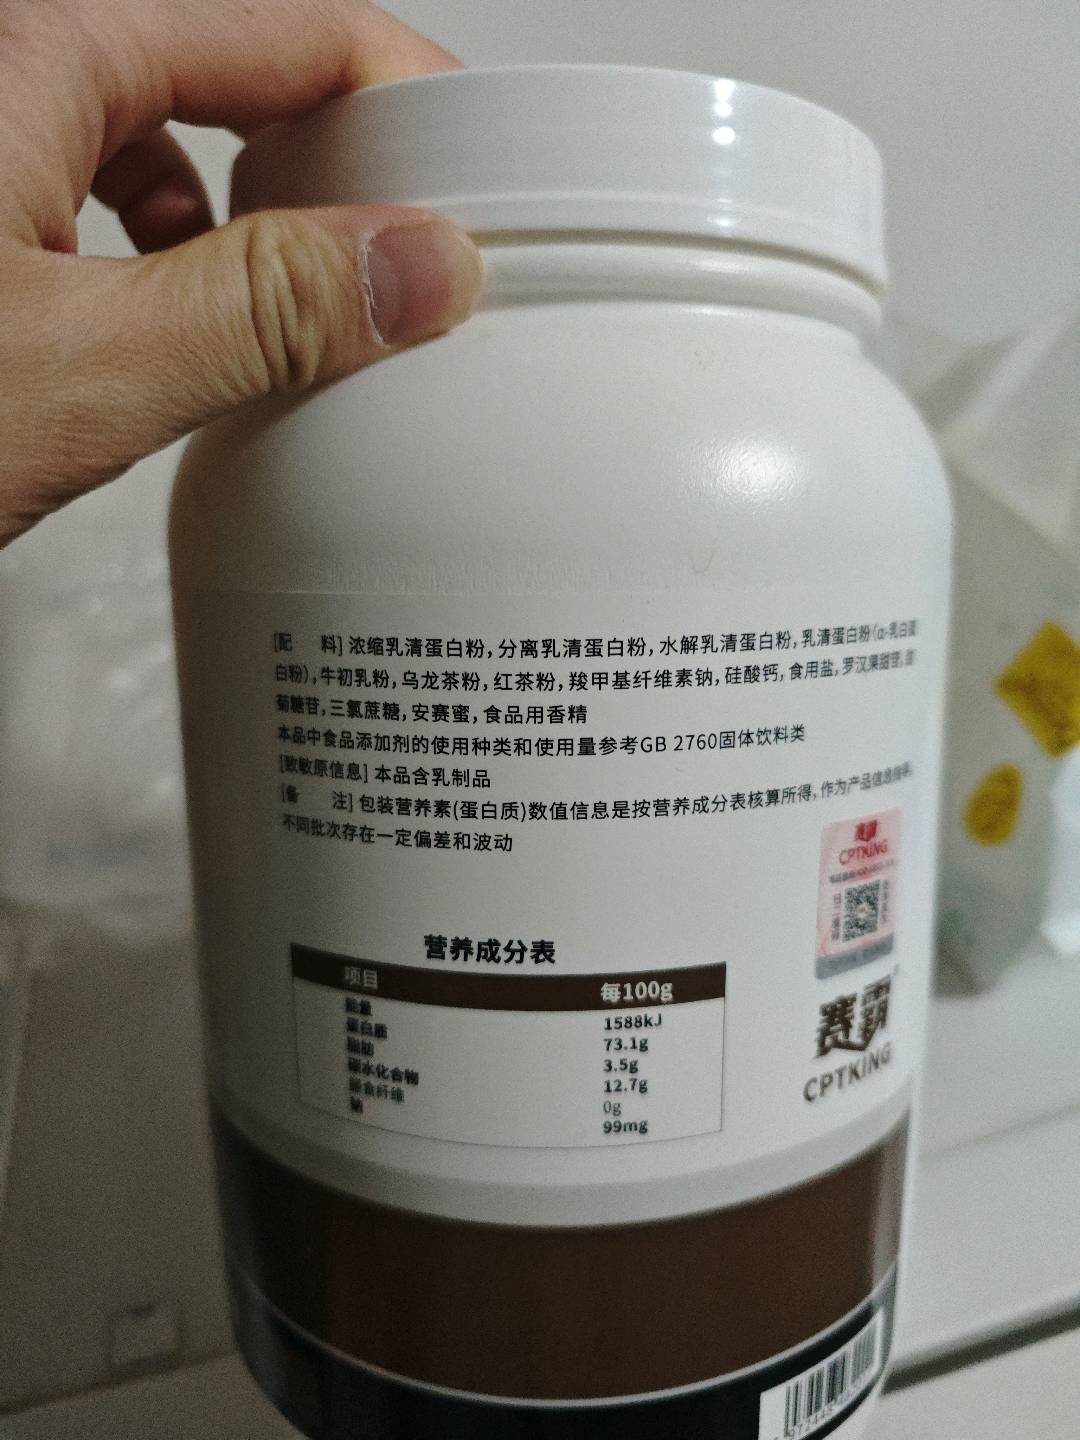 [配 料] 浓缩乳清蛋白粉,分离乳清蛋白粉,水解乳清蛋白粉,乳清蛋白粉(α-乳白蛋
白粉),牛初乳粉,乌龙茶粉,红茶粉,羧甲基纤维素钠,硅酸钙,食用盐,罗汉果甜苷,甜
菊糖苷,三氯蔗糖,安赛蜜,食品用香精
本品中食品添加剂的使用种类和使用量参考GB 2760固体饮料类
[致敏原信息] 本品含乳制品
[备 注] 包装营养素(蛋白质)数值信息是按营养成分表核算所得,作为产品信息
不同批次存在一定偏差和波动
赛霸
CPTKING
营养成分表
项目 每100g
能量 1588kJ
蛋白质 73.1g
脂肪 3.5g
碳水化合物 12.7g
膳食纤维 0g
钠 99mg
赛霸
CPTKING